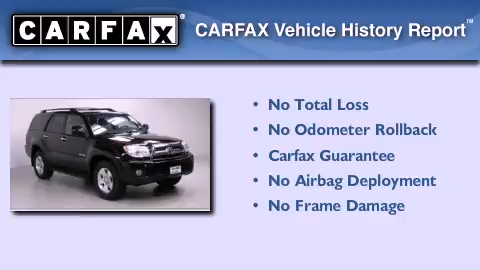 CARFAX® CARFAX Vehicle History Report™
• No Total Loss
• No Odometer Rollback
• Carfax Guarantee
• No Airbag Deployment
• No Frame Damage